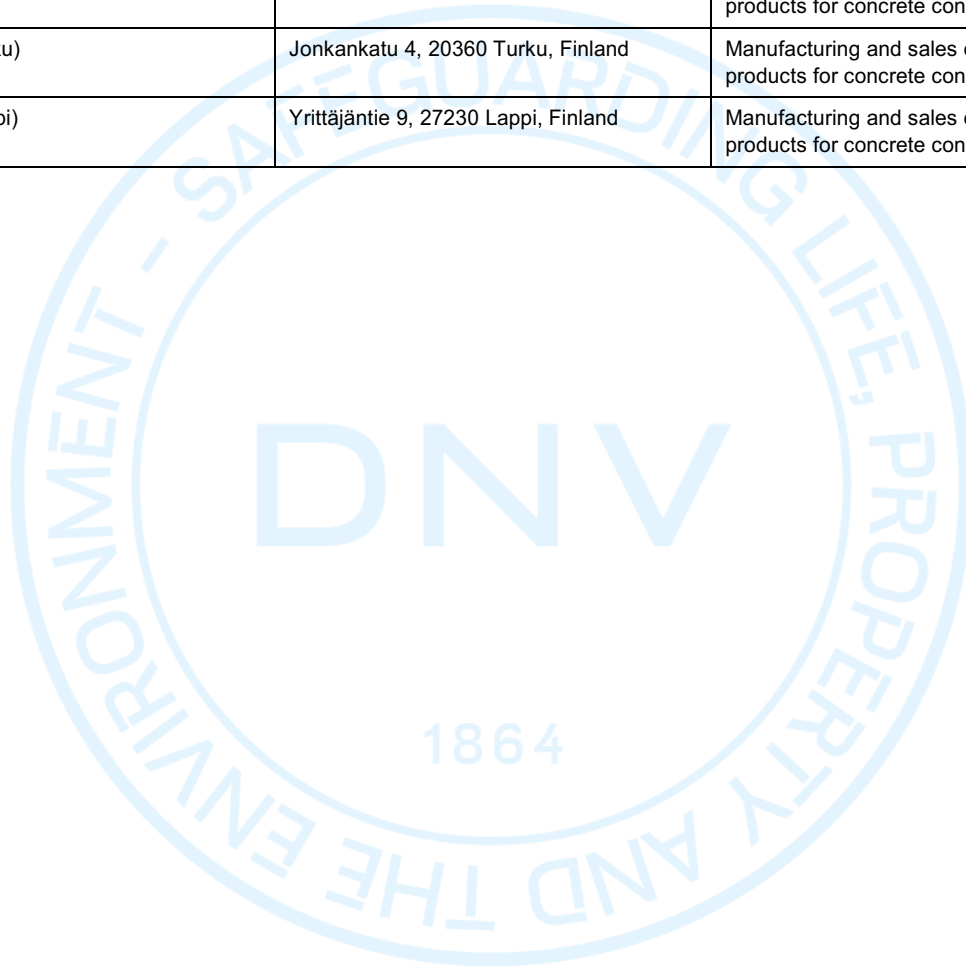 products for concrete con
ku) Jonkankatu 4, 20360 Turku, Finland Manufacturing and sales
products for concrete con
pi) Yrittäjäntie 9, 27230 Lappi, Finland Manufacturing and sales
products for concrete con
SAFEGUARDING LIFE, PROPERTY AND THE ENVIRONMENT -
DNV
1864